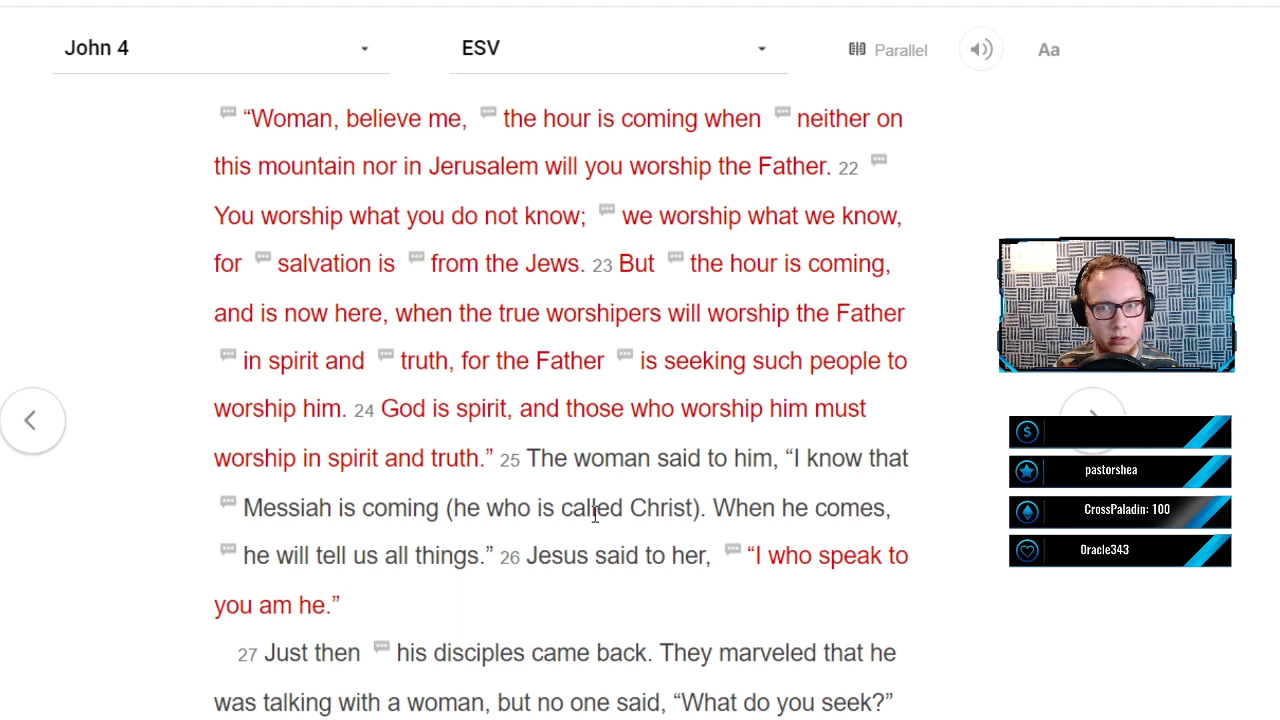 John 4
ESV
Parallel
Aa
“Woman, believe me, the hour is coming when neither on
this mountain nor in Jerusalem will you worship the Father. 22
You worship what you do not know; we worship what we know,
for salvation is from the Jews. 23 But the hour is coming,
and is now here, when the true worshipers will worship the Father
in spirit and truth, for the Father is seeking such people to
worship him. 24 God is spirit, and those who worship him must
worship in spirit and truth.” 25 The woman said to him, “I know that
Messiah is coming (he who is called Christ). When he comes,
he will tell us all things.” 26 Jesus said to her, “I who speak to
you am he.”
27 Just then his disciples came back. They marveled that he
was talking with a woman, but no one said, “What do you seek?”
$
pastorshea
CrossPaladin: 100
Oracle343